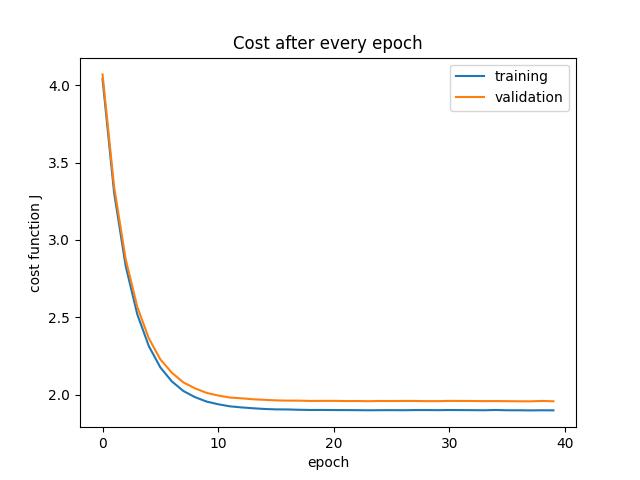 Cost after every epoch
training
validation
cost function J
4.0
3.5
3.0
2.5
2.0
0 10 20 30 40
epoch